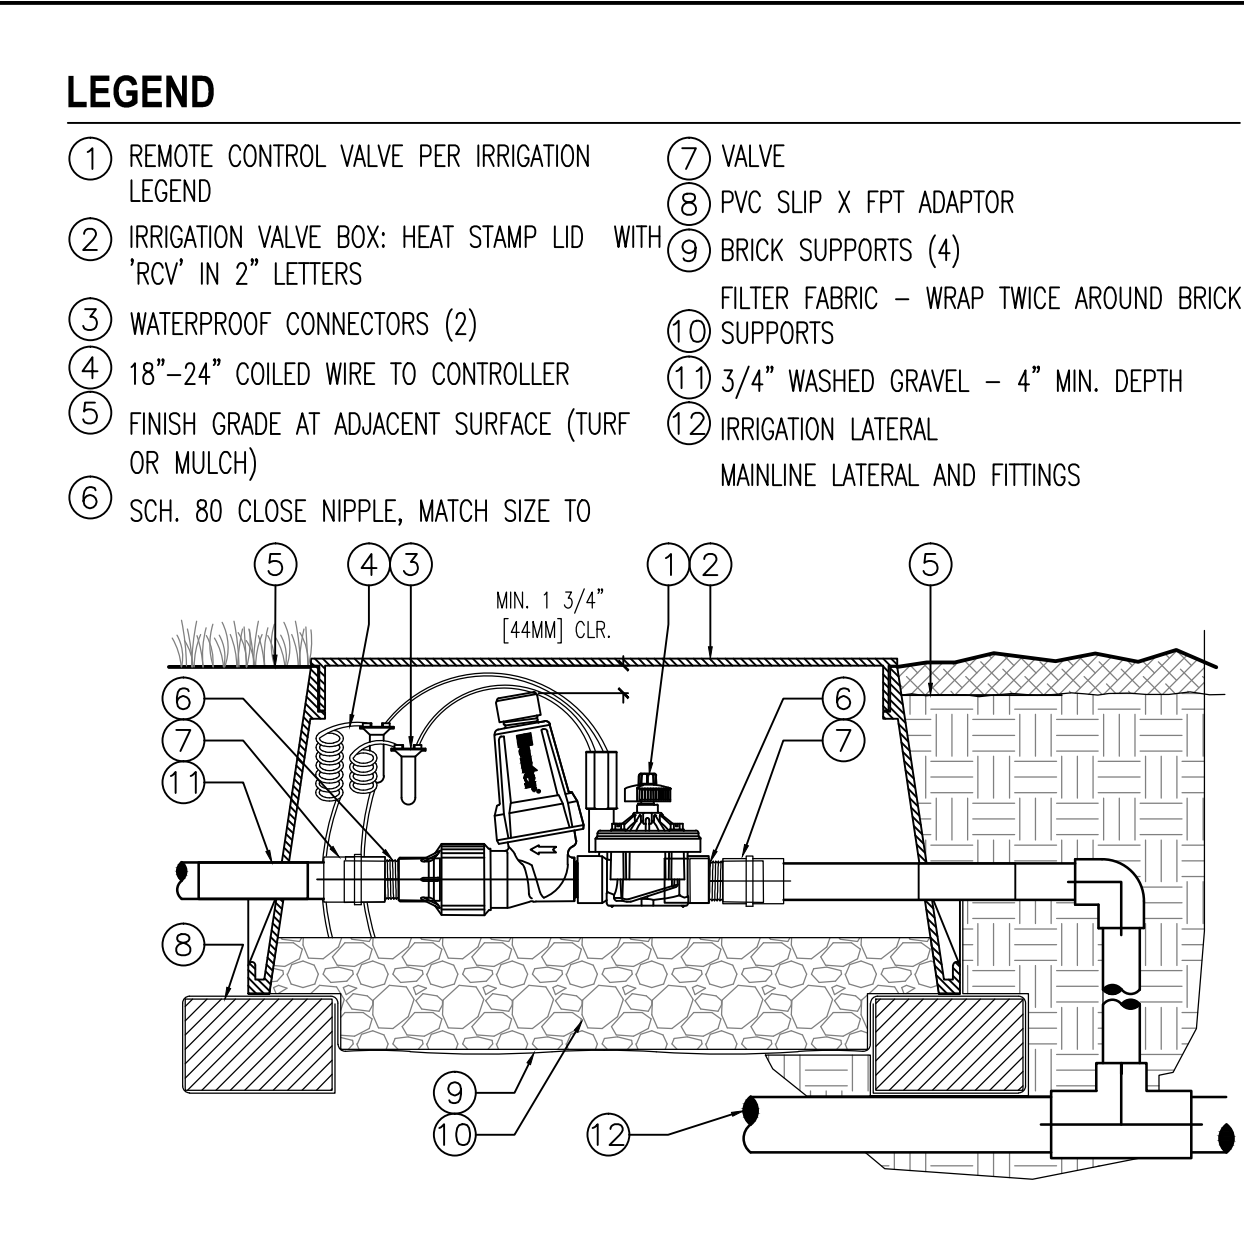 LEGEND
1 REMOTE CONTROL VALVE PER IRRIGATION
LEGEND
2 IRRIGATION VALVE BOX: HEAT STAMP LID WITH
'RCV' IN 2" LETTERS
3 WATERPROOF CONNECTORS (2)
4 18"-24" COILED WIRE TO CONTROLLER
5 FINISH GRADE AT ADJACENT SURFACE (TURF
OR MULCH)
6 SCH. 80 CLOSE NIPPLE, MATCH SIZE TO
7 VALVE
8 PVC SLIP X FPT ADAPTOR
9 BRICK SUPPORTS (4)
FILTER FABRIC – WRAP TWICE AROUND BRICK
10 SUPPORTS
11 3/4" WASHED GRAVEL – 4" MIN. DEPTH
12 IRRIGATION LATERAL
MAINLINE LATERAL AND FITTINGS
5 4 3 1 2 5
MIN. 1 3/4"
[44MM] CLR.
6 6
7 7
11
Hunter
8
9
10 12